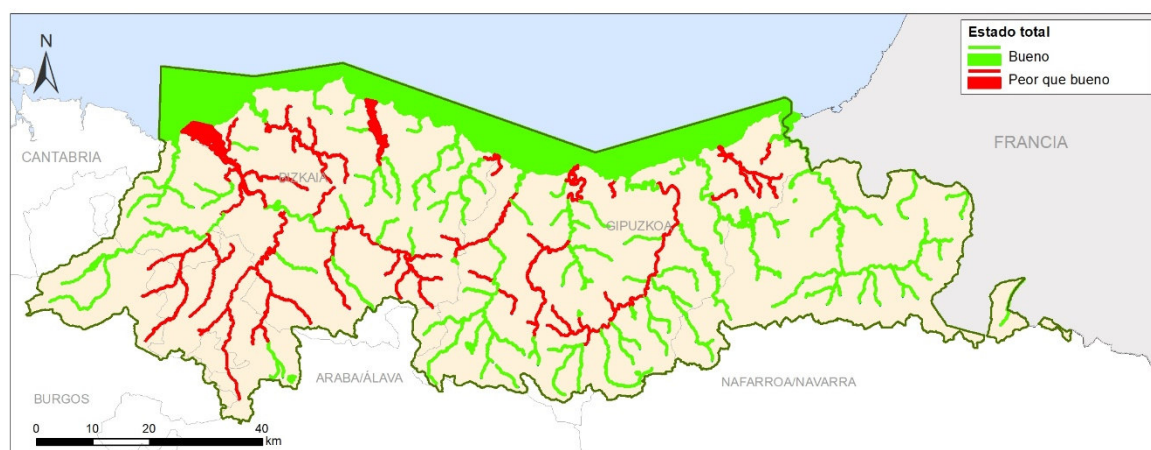 N
Estado total
Bueno
Peor que bueno
CANTABRIA
FRANCIA
BIZKAIA
GIPUZKOA
ARABA/ÁLAVA
NAFARROA/NAVARRA
BURGOS
0 10 20 40
km